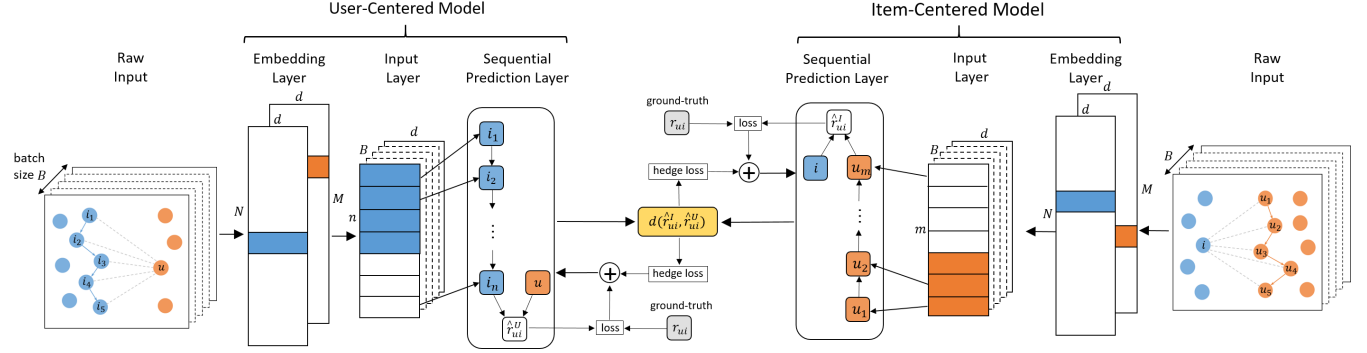 User-Centered Model
Item-Centered Model
Raw
Input
Embedding
Layer
Input
Layer
Sequential
Prediction Layer
Sequential
Prediction Layer
Input
Layer
Embedding
Layer
Raw
Input
batch
size B
i₁
i₂
i₃
i₄
i₅
u
d
d
N
M
d
B
n
i₁
i₂
⋮
⋮
iₙ
u
r̂ᵁᵤᵢ
ground-truth
rᵤᵢ
loss
hedge loss
+
d(r̂ᴵᵤᵢ, r̂ᵁᵤᵢ)
+
hedge loss
loss
ground-truth
rᵤᵢ
r̂ᴵᵤᵢ
i
uₘ
⋮
⋮
u₂
u₁
d
B
m
d
d
N
M
B
i
u₁
u₂
u₃
u₄
u₅